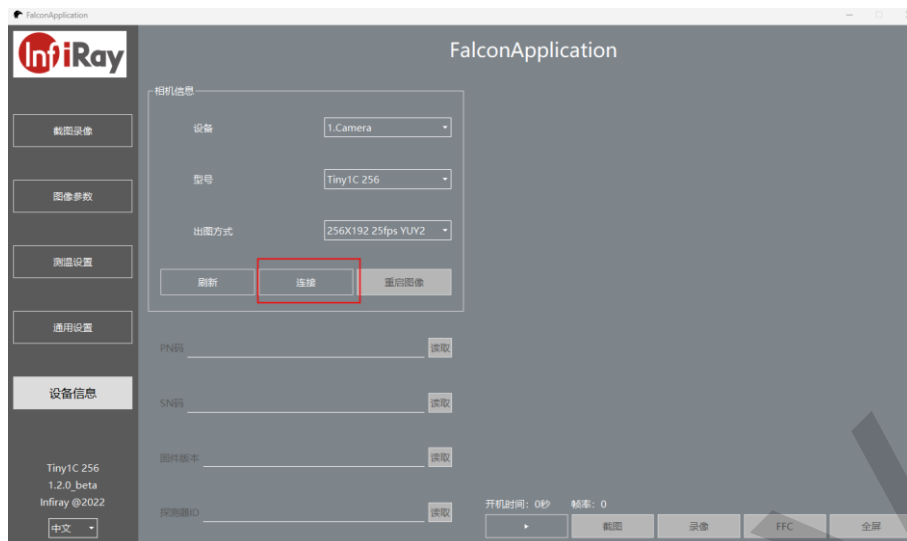 FalconApplication
InfiRay
FalconApplication
截图录像
图像参数
测温设置
通用设置
设备信息
Tiny1C 256
1.2.0_beta
Infiray @2022
中文
相机信息
设备 1.Camera
型号 Tiny1C 256
出图方式 256X192 25fps YUY2
刷新 连接 重启图像
PN码 读取
SN码 读取
固件版本 读取
探测器ID 读取
开机时间: 0秒 帧率: 0
截图 录像 FFC 全屏